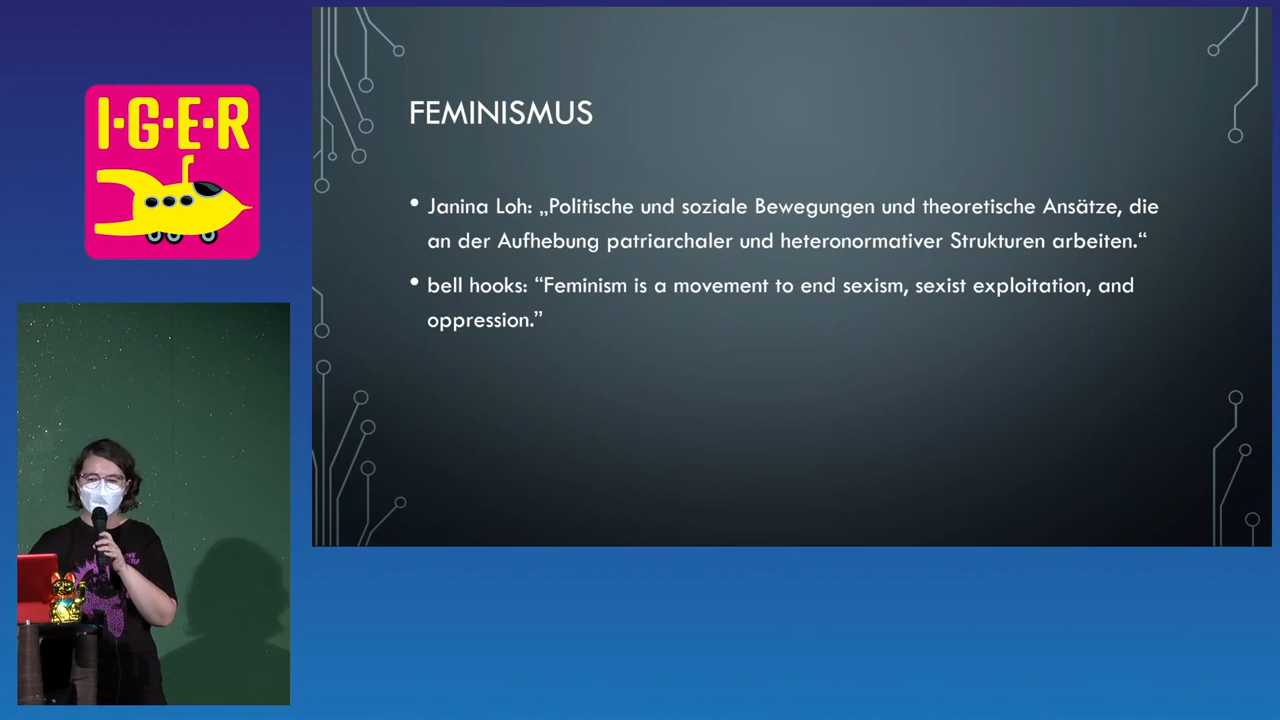 I·G·E·R
FEMINISMUS
• Janina Loh: „Politische und soziale Bewegungen und theoretische Ansätze, die
an der Aufhebung patriarchaler und heteronormativer Strukturen arbeiten.“
• bell hooks: “Feminism is a movement to end sexism, sexist exploitation, and
oppression.”